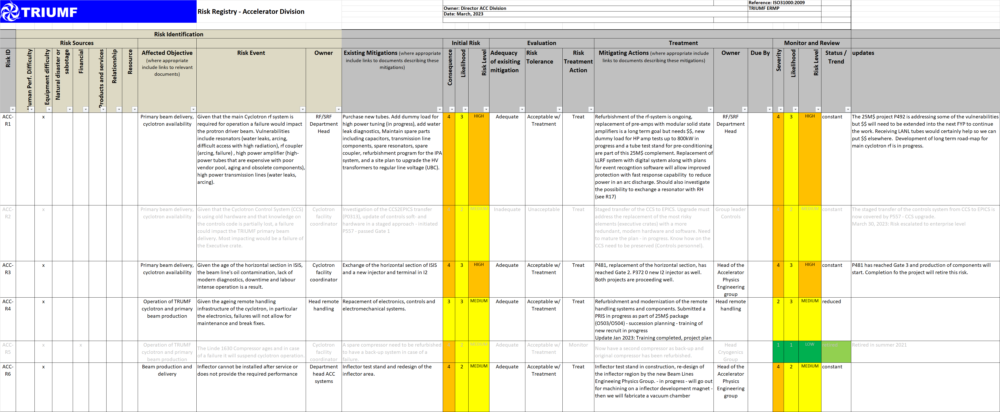 TRIUMF
Risk Registry - Accelerator Division
Reference: ISO31000:2009
Owner: Director ACC Division
TRIUMF ERMP
Date: March, 2023
Risk Identification
Risk Sources
Initial Risk
Evaluation
Treatment
Monitor and Review
Risk ID
uman Perf. Difficulty
Equipment difficulty
Natural disaster or
sabotage
Financial
Products and services
Relationship
Resource
Affected Objective
(where appropriate
include links to relevant
documents)
Risk Event
Owner
Existing Mitigations (where appropriate
include links to documents describing these
mitigations)
Consequence
Likelihood
Risk Level
Adequacy
of exisiting
mitigation
Risk
Tolerance
Risk
Treatment
Action
Mitigating Actions (where appropriate include
links to documents describing these mitigations)
Owner
Due By
Severity
Likelihood
Risk Level
Status /
Trend
updates
ACC-
R1
x
Primary beam delivery,
cyclotron availability
Given that the main Cyclotron rf system is
required for operation a failure would impact
the protron driver beam. Vulnerabilities
include resonators (water leaks, arcing,
difficult access with high radiation), rf coupler
(arcing, failure) , high power amplifier (high-
power tubes that are expensive with poor
vendor pool, aging and obsolete components),
high power transmission lines (water leaks,
arcing).
RF/SRF
Department
Head
Purchase new tubes. Add dummy load for
high power tuning (in progress), add water
leak diagnostics, Maintain spare parts
including capacitors, transmission line
components, spare resonators, spare
coupler, refurbishment program for the IPA
system, and a site plan to upgrade the HV
transformers to regular line voltage (UBC).
4
3
HIGH
Adequate
Acceptable w/
Treatment
Treat
Refurbishment of the rf-system is ongoing,
replacement of pre-amps with modular solid state
amplifiers is a long term goal but needs $$, new
dummy load for HP amp tests up to 800kW in
progress and a tube test stand for pre-conditioning
are part of this 25M$ complement. Replacement of
LLRF system with digital system along with plans
for event recogntion software will allow improved
protection with fast response capability  to reduce
power in an arc discharge. Should also investigate
the possibility to exchange a resonator with RH
(see R17)
RF/SRF
Department
Head
4
3
HIGH
constant
The 25M$ project P492 is addressing some of the vulnerabilities
but $$ will need to be extended into the next FYP to continue
the work. Receiving LANL tubes would certainly help so we can
put $$ elsewhere.  Development of long term road-map for
main cyclotron rf is in progress.
ACC-
R2
x
Primary beam delivery,
cyclotron availability
Given that the Cyclotron Control System (CCS)
is using old hardware and that knowledge on
the controls code is partially lost, a failure
could impact the TRIUMF primary beam
delivery. Most impacting would be a failure of
the Executive crate.
Cyclotron
facility
coordinator
Investigation of the CCS2EPICS transfer
(P0313), update of controls soft- and
hardware in a staged approach - initiated
P557 - passed Gate 1
4
2
MEDIUM
Inadequate
Unacceptable
Treat
Staged transfer of the CCS to EPICS. Upgrade must
address the replacement of the most risky
elements (executive crates) with a more
redundant, modern hardware and software. Need
to mature the plan - in progress. Know how on the
CCS need to be preserved (Controls personnel).
Group leader
Controls
4
2
MEDIUM
constant
The staged transfer of the controls system from CCS to EPICS is
now covered by P557 - CCS upgrade.
March 30, 2023: Risk escalated to enterprise level
ACC-
R3
x
Primary beam delivery,
cyclotron availability
Given the age of the horizontal section in ISIS,
the beam line's oil contamination, lack of
modern diagnostics, downtime and labour
intense operation is a result.
Cyclotron
facility
coordinator
Exchange of the horizontal section of ISIS
and a new injector and terminal in I2
4
3
HIGH
Adequate
Acceptable w/
Treatment
Treat
P481, replacement of the horizontal section, has
reached Gate 2. P372 0 new I2 injector as well.
Both projects are proceeding well.
Head of the
Accelerator
Physics
Engineering
group
4
3
HIGH
constant
P481 has reached Gate 3 and production of components will
start. Completion fo the project will retire this risk.
ACC-
R4
x
Operation of TRUMF
cyclotron and primary
beam production
Given the ageing remote handling
infrastructure of the cyclotron, in particular
the electronics, failures will not allow for
maintenance and break fixes.
Head remote
handling
Repacement of electronics, controls and
electromechanical systems.
3
3
MEDIUM
Adequate
Acceptable w/
Treatment
Treat
Refurbishment and modernization of the remote
handling systems and components. Submitted a
PRIS in progress as part of 25M$ package
(O503/O504) - succession planning - training of
new recruit in progress
Update Jan 2023: Training completed, project plan
Head remote
handling
2
3
MEDIUM
reduced
ACC-
R5
x
x
Operation of TRUMF
cyclotron and primary
beam production
The Linde 1630 Compressor ages and in case
of a failure it will suspend cyclotron operation.
Cyclotron
facility
coordinator
A spare compressor need to be refurbished
to have a back-up system in case of a
failure.
4
2
MEDIUM
Adequate
Acceptable w/
Treatment
Monitor
Now have a second compressor as back-up and
original compressor has been refurbished.
Head
Cryogenics
Group
1
1
LOW
retired
Retired in summer 2021
ACC-
R6
x
Beam production and
delivery
Inflector cannot be installed after service or
does not provide the required performance
Department
head ACC
systems
Inflector test stand and redesign of the
inflector area.
4
2
MEDIUM
Adequate
Acceptable w/
Treatment
Treat
Inflector test stand in construction, re-design of
the inflector region by the new Beam Lines
Engineeing Physics Group. - in progress - will go out
for machining on a inflector development magnet -
then we will fabricate a vacuum chamber
Head of the
Accelerator
Physics
Engineering
group
4
2
MEDIUM
constant